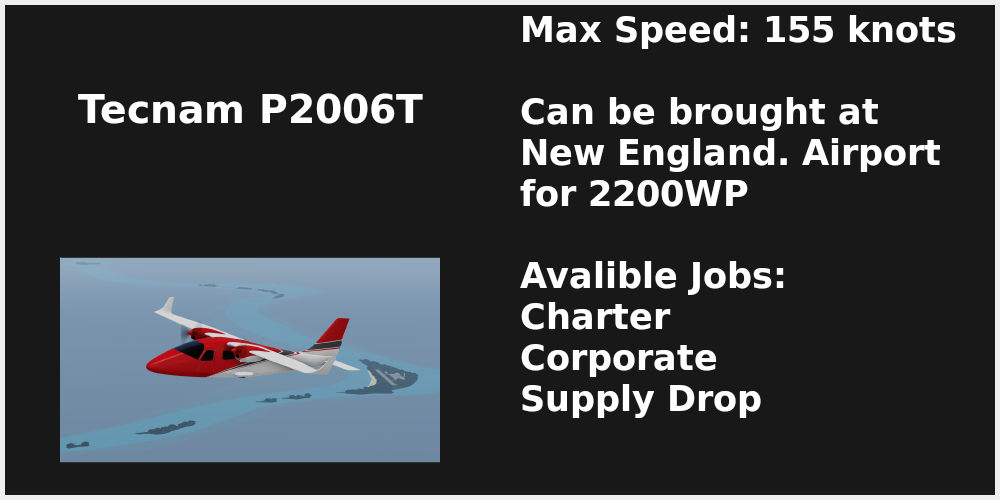 Tecnam P2006T
Max Speed: 155 knots
Can be brought at
New England. Airport
for 2200WP
Avalible Jobs:
Charter
Corporate
Supply Drop